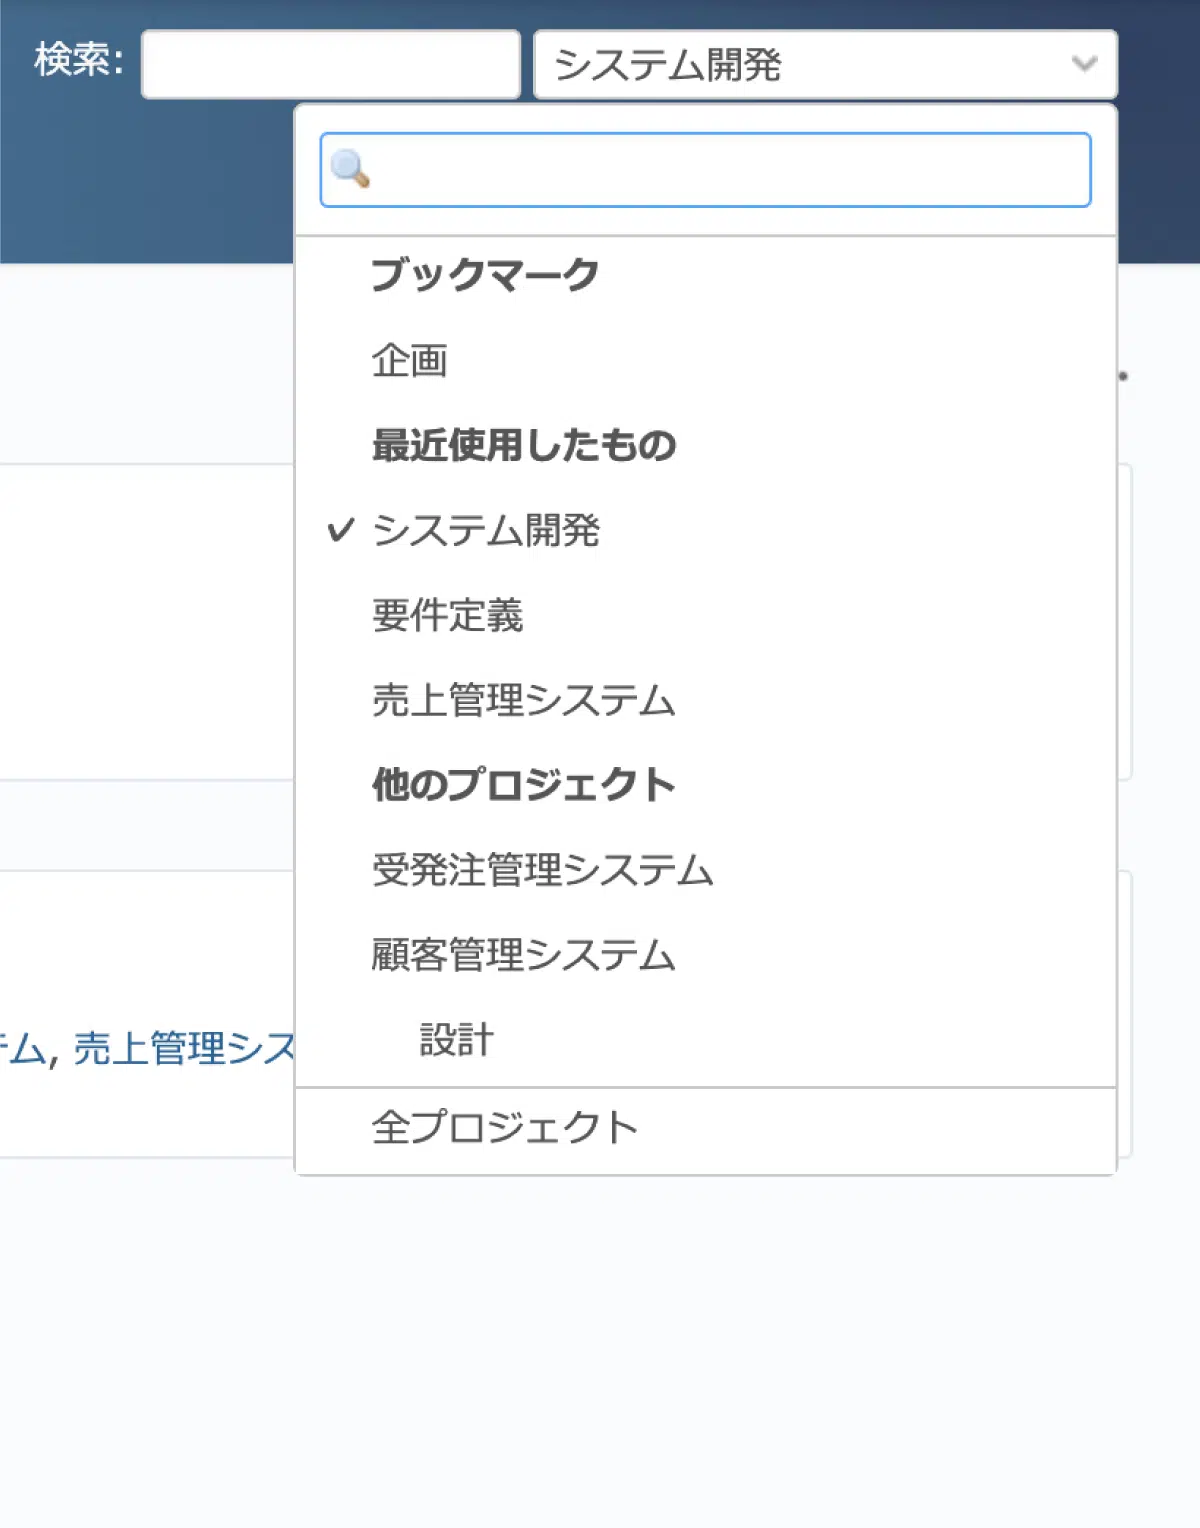 検索:
システム開発
ブックマーク
企画
最近使用したもの
✓ システム開発
要件定義
売上管理システム
他のプロジェクト
受発注管理システム
顧客管理システム
設計
テム, 売上管理シス
全プロジェクト